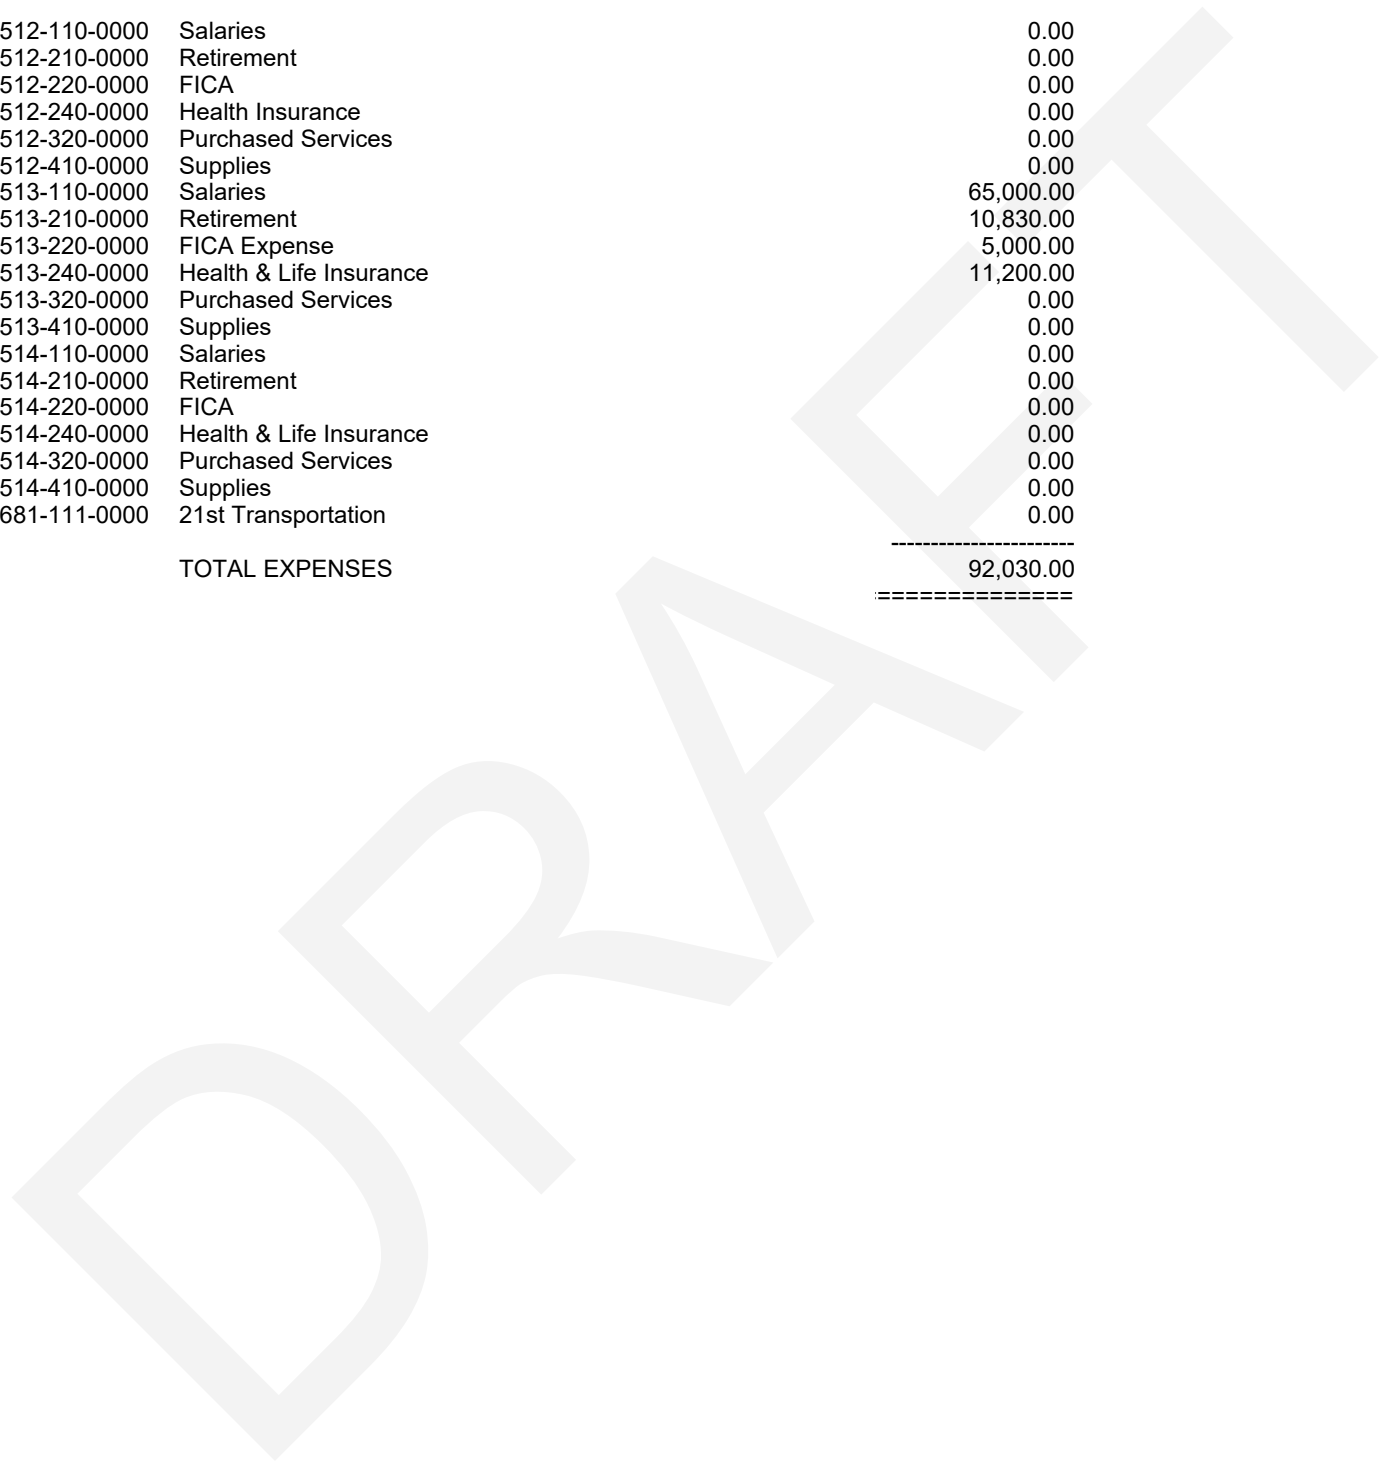 512-110-0000 Salaries 0.00
512-210-0000 Retirement 0.00
512-220-0000 FICA 0.00
512-240-0000 Health Insurance 0.00
512-320-0000 Purchased Services 0.00
512-410-0000 Supplies 0.00
513-110-0000 Salaries 65,000.00
513-210-0000 Retirement 10,830.00
513-220-0000 FICA Expense 5,000.00
513-240-0000 Health & Life Insurance 11,200.00
513-320-0000 Purchased Services 0.00
513-410-0000 Supplies 0.00
514-110-0000 Salaries 0.00
514-210-0000 Retirement 0.00
514-220-0000 FICA 0.00
514-240-0000 Health & Life Insurance 0.00
514-320-0000 Purchased Services 0.00
514-410-0000 Supplies 0.00
681-111-0000 21st Transportation 0.00
-----------------------
TOTAL EXPENSES 92,030.00
==============
DRAFT